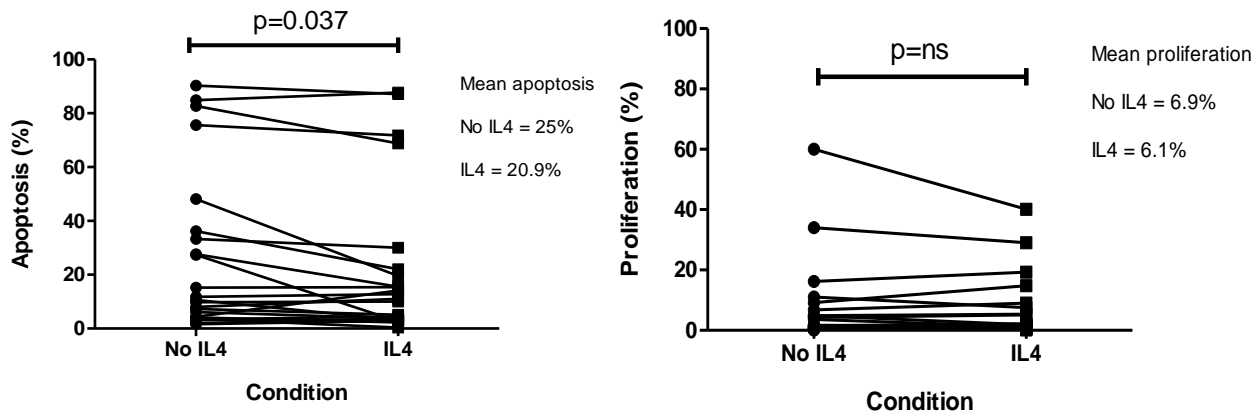 p=0.037
Apoptosis (%)
100
80
60
40
20
0
No IL4
IL4
Condition
Mean apoptosis
No IL4 = 25%
IL4 = 20.9%
p=ns
Proliferation (%)
100
80
60
40
20
0
No IL4
IL4
Condition
Mean proliferation
No IL4 = 6.9%
IL4 = 6.1%